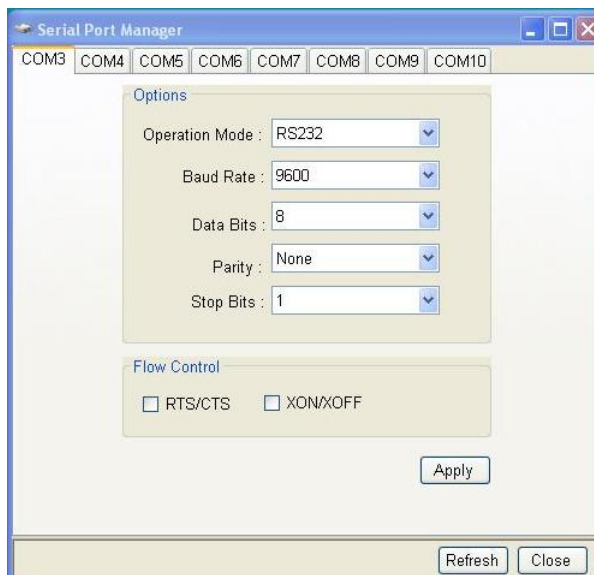 Serial Port Manager
COM3 COM4 COM5 COM6 COM7 COM8 COM9 COM10
Options
Operation Mode : RS232
Baud Rate : 9600
Data Bits : 8
Parity : None
Stop Bits : 1
Flow Control
RTS/CTS XON/XOFF
Apply
Refresh Close